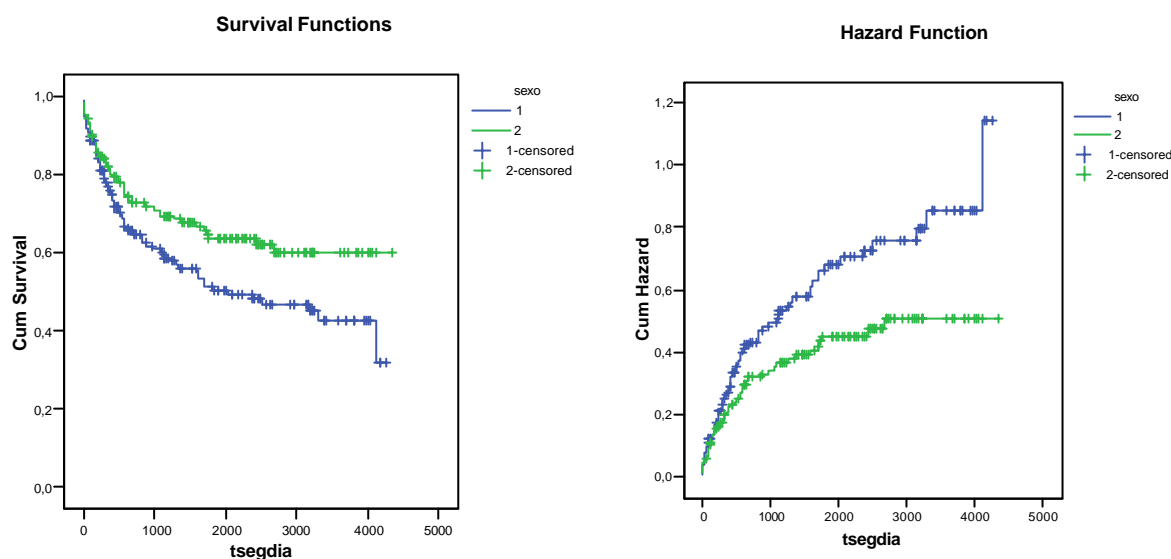 Survival Functions
Cum Survival
1,0
0,8
0,6
0,4
0,2
0,0
0
1000
2000
3000
4000
5000
tsegdia
sexo
1
2
1-censored
2-censored
Hazard Function
Cum Hazard
1,2
1,0
0,8
0,6
0,4
0,2
0,0
0
1000
2000
3000
4000
5000
tsegdia
sexo
1
2
1-censored
2-censored